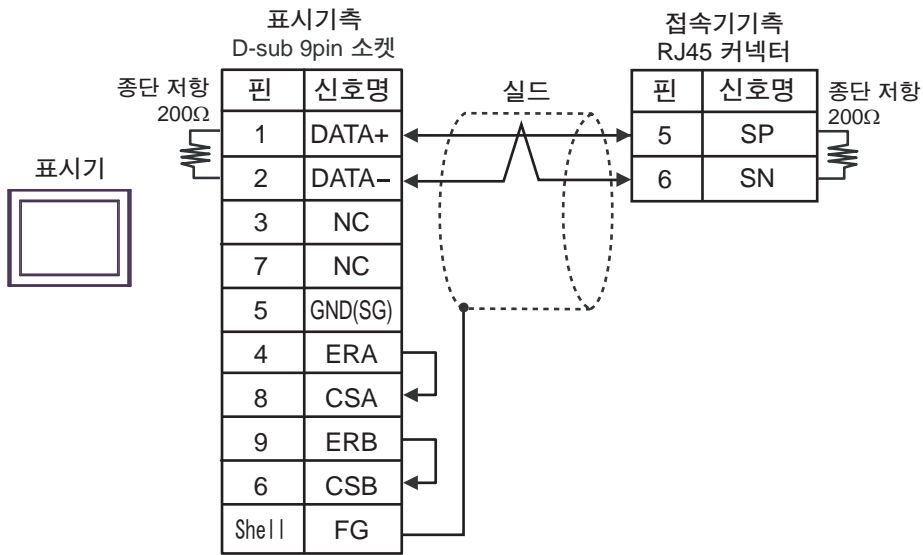 표시기측
D-sub 9pin 소켓
접속기기측
RJ45 커넥터
종단 저항
200Ω
핀 신호명
실드
핀 신호명
종단 저항
200Ω
표시기
1 DATA+
2 DATA−
3 NC
7 NC
5 GND(SG)
4 ERA
8 CSA
9 ERB
6 CSB
Shell FG
5 SP
6 SN